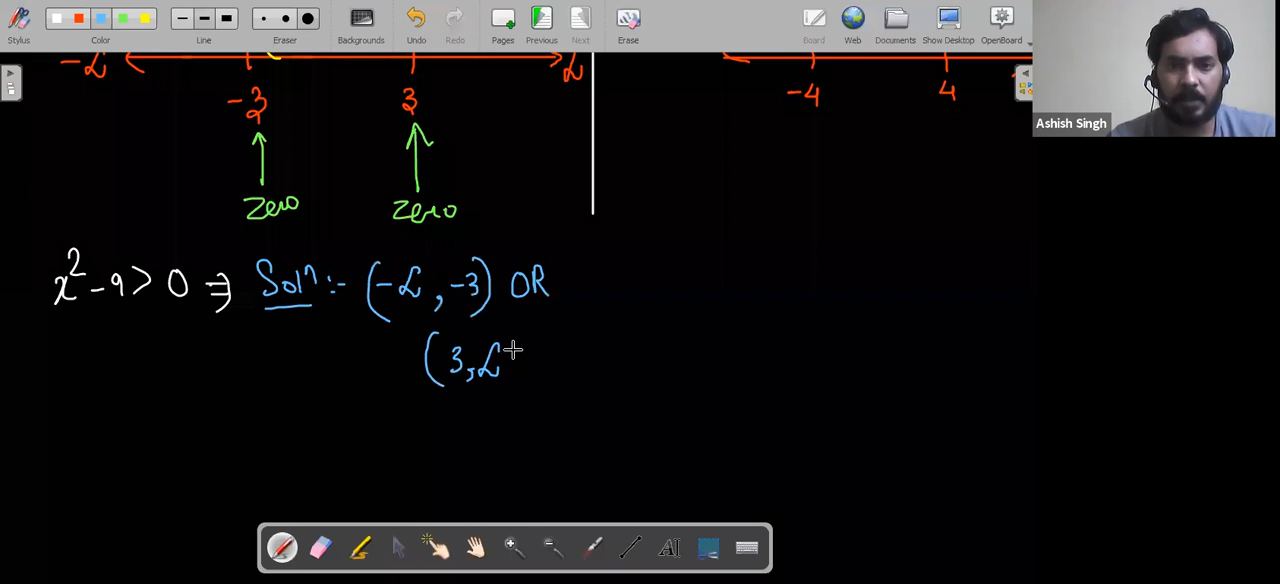 Stylus Color Line Eraser Backgrounds Undo Redo Pages Previous Next Erase Board Web Documents Show Desktop OpenBoard
Ashish Singh
-£ £
-3 3 -4 4
Zero Zero
x² - 9 > 0 ⇒ Solⁿ :- (-£, -3) OR
(3, £
AI